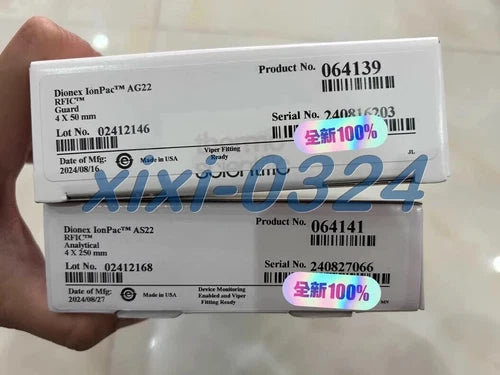 Dionex IonPac™ AG22
RFIC™
Guard
4 X 50 mm
Product No. 064139
Lot No. 02412146
Serial No. 240816203
全新100%
Date of Mfg:
2024/08/16
Made in USA
Viper Fitting
Ready
JL
xixi-0324
Dionex IonPac™ AS22
RFIC™
Analytical
4 X 250 mm
Product No. 064141
Lot No. 02412168
Serial No. 240827066
全新100%
Date of Mfg:
2024/08/27
Made in USA
Device Monitoring
Enabled and Viper
Fitting Ready